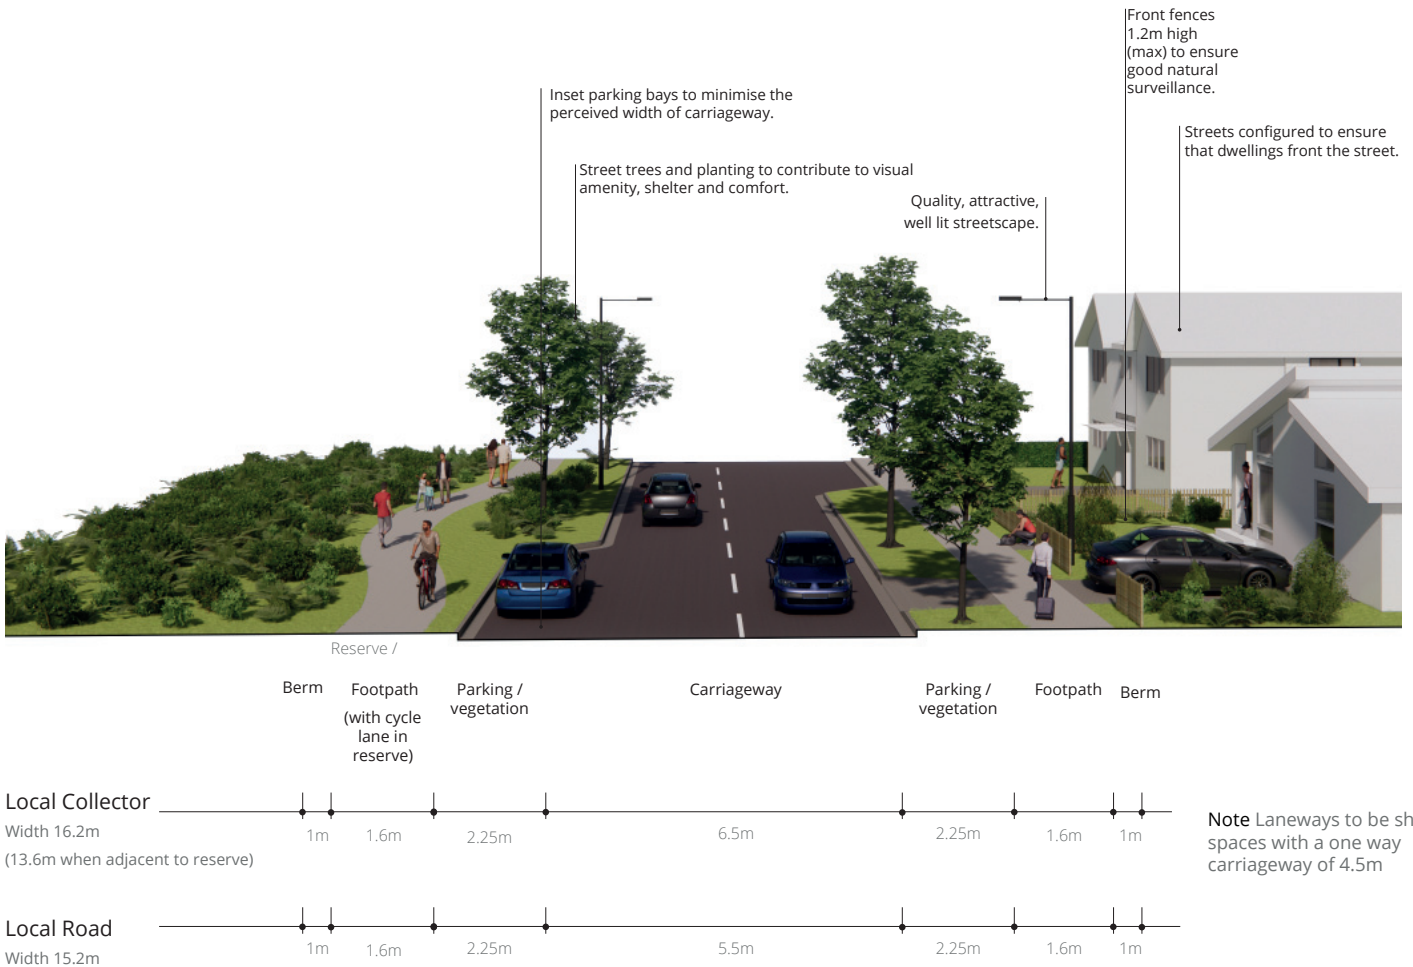 Front fences
1.2m high
(max) to ensure
good natural
surveillance.
Inset parking bays to minimise the
perceived width of carriageway.
Streets configured to ensure
that dwellings front the street.
Street trees and planting to contribute to visual
amenity, shelter and comfort.
Quality, attractive,
well lit streetscape.
Reserve /
Berm
Footpath
(with cycle
lane in
reserve)
Parking /
vegetation
Carriageway
Parking /
vegetation
Footpath
Berm
Local Collector
Width 16.2m
(13.6m when adjacent to reserve)
1m 1.6m 2.25m 6.5m 2.25m 1.6m 1m
Note Laneways to be sh
spaces with a one way
carriageway of 4.5m
Local Road
Width 15.2m
1m 1.6m 2.25m 5.5m 2.25m 1.6m 1m